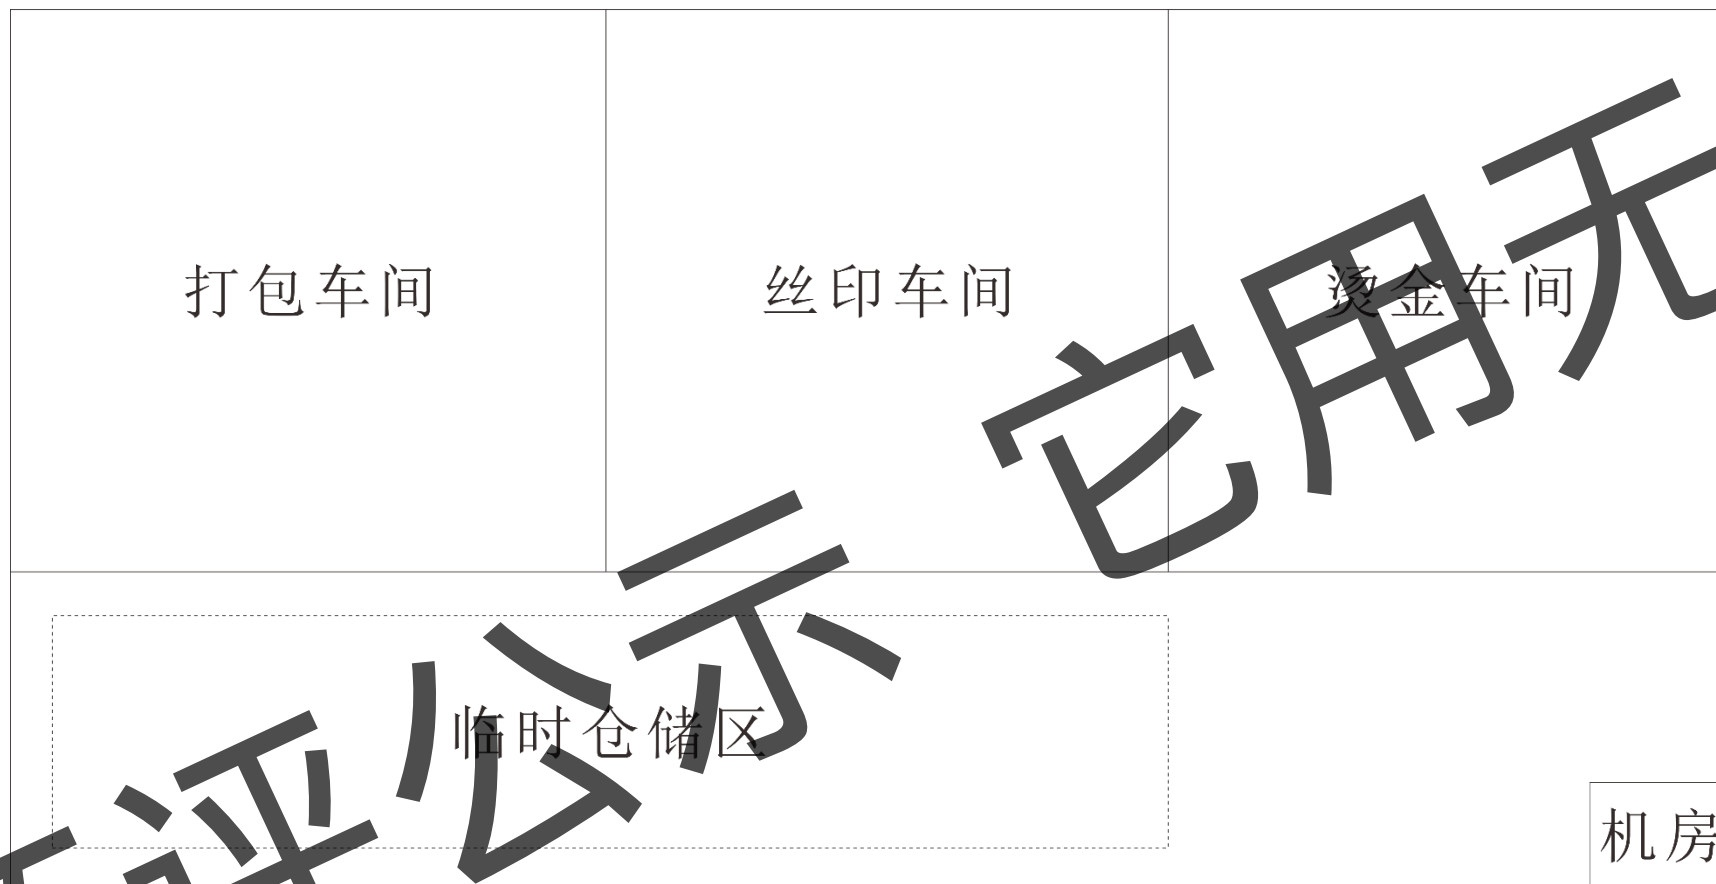 打包车间
丝印车间
烫金车间
临时仓储区
机房
评公示 它用无